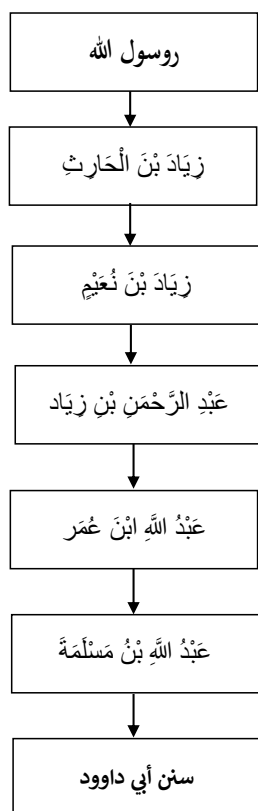 روسول الله
زِيَادَ بْنَ الْحَارِثِ
زِيَادَ بْنَ نُعَيْمٍ
عَبْدِ الرَّحْمَنِ بْنِ زِيَاد
عَبْدُ اللَّهِ ابْنَ عُمَر
عَبْدُ اللَّهِ بْنُ مَسْلَمَةَ
سنن أبي داوود